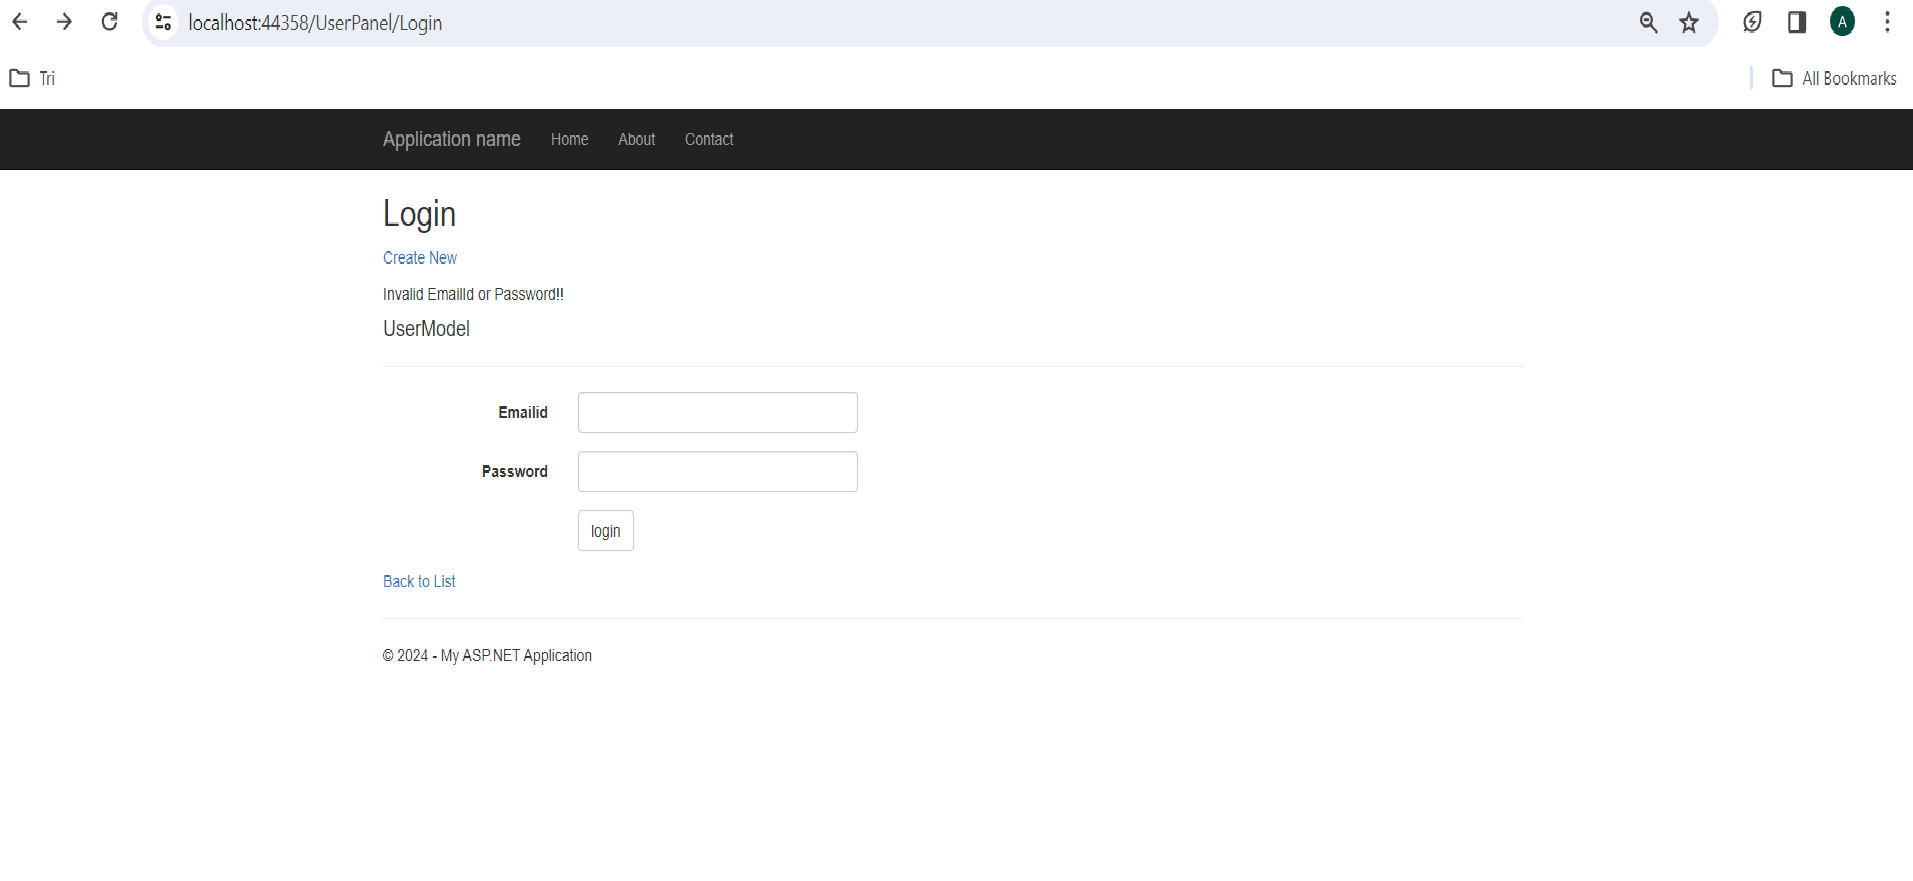 localhost:44358/UserPanel/Login
A
Tri
All Bookmarks
Application name Home About Contact
Login
Create New
Invalid EmailId or Password!!
UserModel
Emailid
Password
login
Back to List
© 2024 - My ASP.NET Application